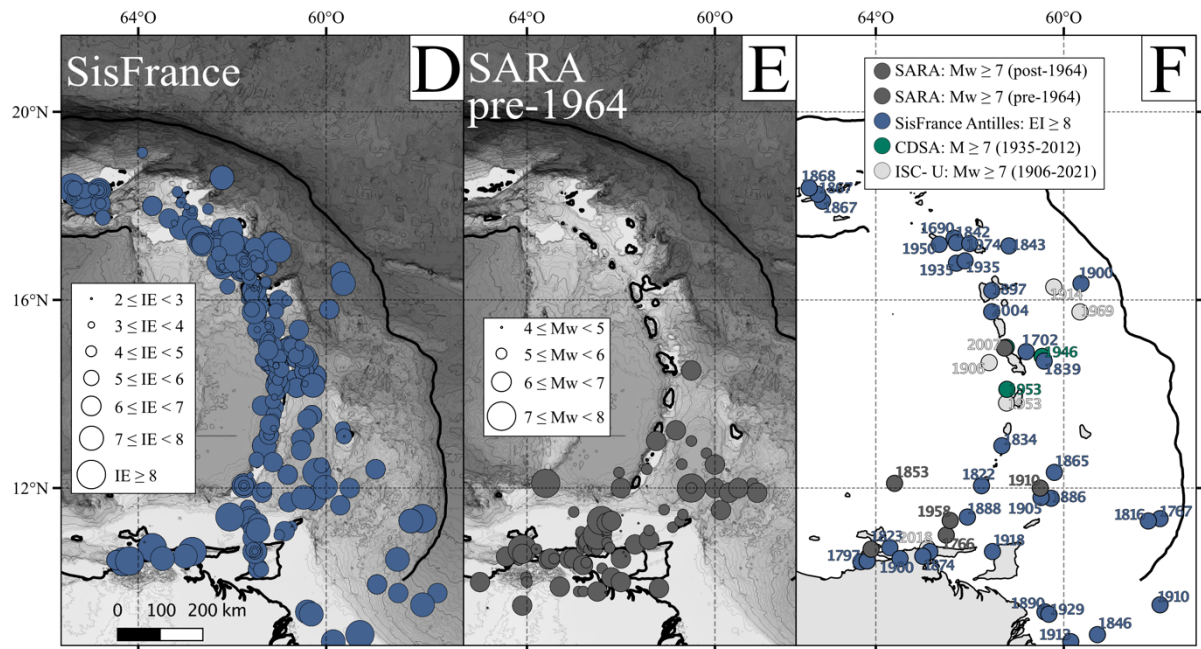 64°W
60°W
64°W
60°W
64°W
60°W
SisFrance
D
SARA
pre-1964
E
F
20°N
16°N
12°N
2 ≤ IE < 3
3 ≤ IE < 4
4 ≤ IE < 5
5 ≤ IE < 6
6 ≤ IE < 7
7 ≤ IE < 8
IE ≥ 8
0 100 200 km
4 ≤ Mw < 5
5 ≤ Mw < 6
6 ≤ Mw < 7
7 ≤ Mw < 8
SARA: Mw ≥ 7 (post-1964)
SARA: Mw ≥ 7 (pre-1964)
SisFrance Antilles: EI ≥ 8
CDSA: M ≥ 7 (1935-2012)
ISC- U: Mw ≥ 7 (1906-2021)
1868
1867
1867
1690
1842
1950
1974
1843
1935
1935
1900
1914
1897
1969
2004
2007
1702
1946
1906
1839
1953
1953
1834
1853
1865
1822
1910
1905
1886
1888
1958
1816
1767
1823
2018
1766
1918
1797
1900
1874
1890
1929
1910
1846
1912